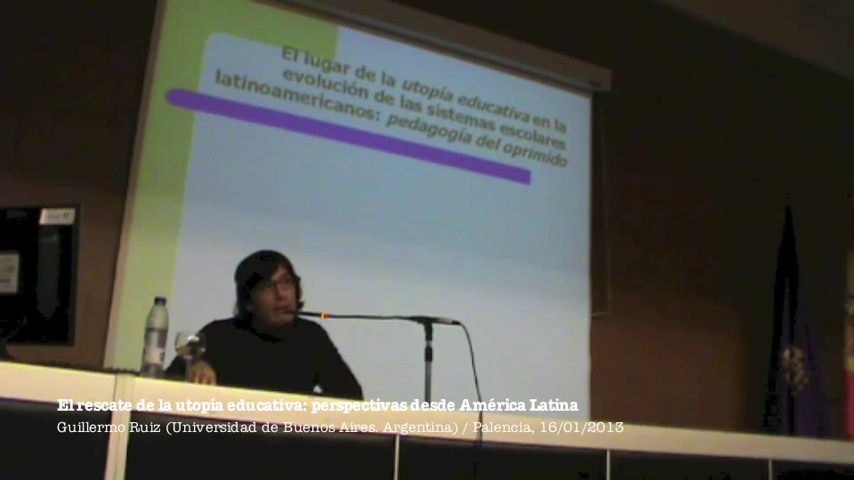 El lugar de la utopía educativa en la
evolución de las sistemas escolares
latinoamericanos: pedagogía del oprimido
El rescate de la utopía educativa: perspectivas desde América Latina
Guillermo Ruiz (Universidad de Buenos Aires. Argentina) / Palencia, 16/01/2013